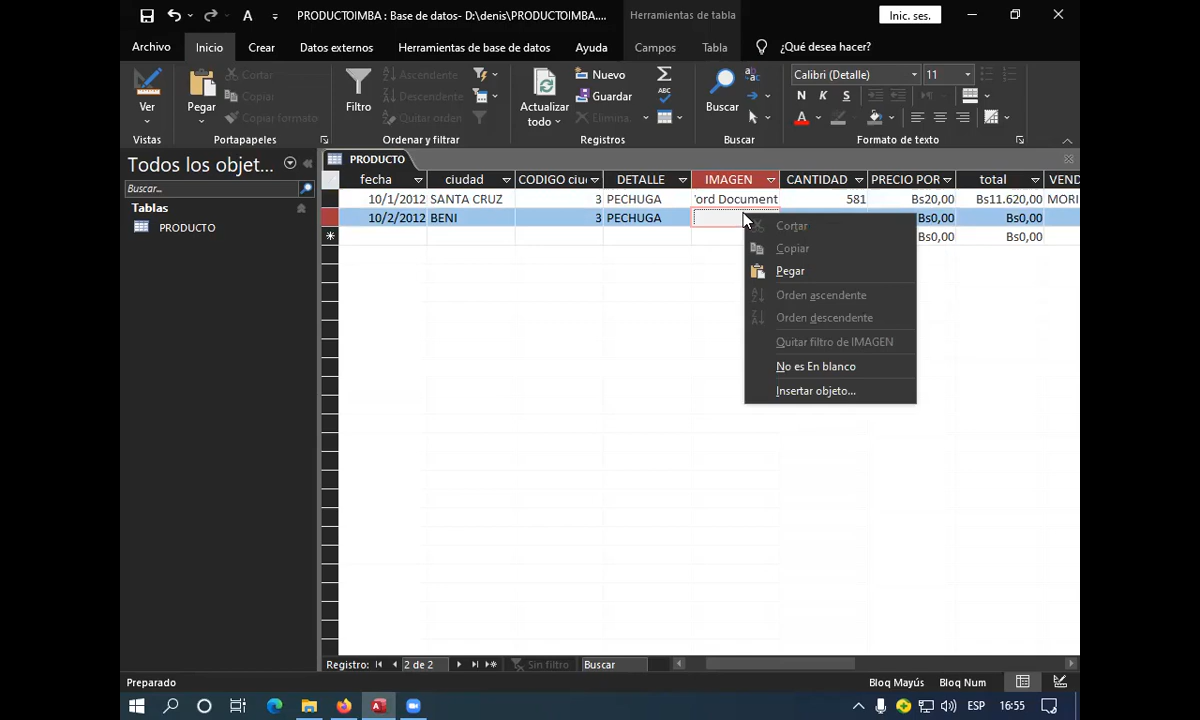 PRODUCTOIMBA : Base de datos- D:\denis\PRODUCTOIMBA....
Herramientas de tabla
Inic. ses.
Archivo Inicio Crear Datos externos Herramientas de base de datos Ayuda Campos Tabla ¿Qué desea hacer?
Ver
Vistas
Pegar
Cortar
Copiar
Copiar formato
Portapapeles
Filtro
Ascendente
Descendente
Quitar orden
Ordenar y filtrar
Actualizar todo
Nuevo
Guardar
Elimina.
Registros
Buscar
Buscar
Calibri (Detalle) 11
N K S
Formato de texto
Todos los objet...
Buscar...
Tablas
PRODUCTO
PRODUCTO
fecha ciudad CODIGO ciu DETALLE IMAGEN CANTIDAD PRECIO POR total VEND
10/1/2012 SANTA CRUZ 3 PECHUGA ord Document 581 Bs20,00 Bs11.620,00 MORI
10/2/2012 BENI 3 PECHUGA Bs0,00 Bs0,00
Bs0,00 Bs0,00
Cortar
Copiar
Pegar
Orden ascendente
Orden descendente
Quitar filtro de IMAGEN
No es En blanco
Insertar objeto...
Registro: 2 de 2 Sin filtro Buscar
Preparado Bloq Mayús Bloq Num
ESP 16:55